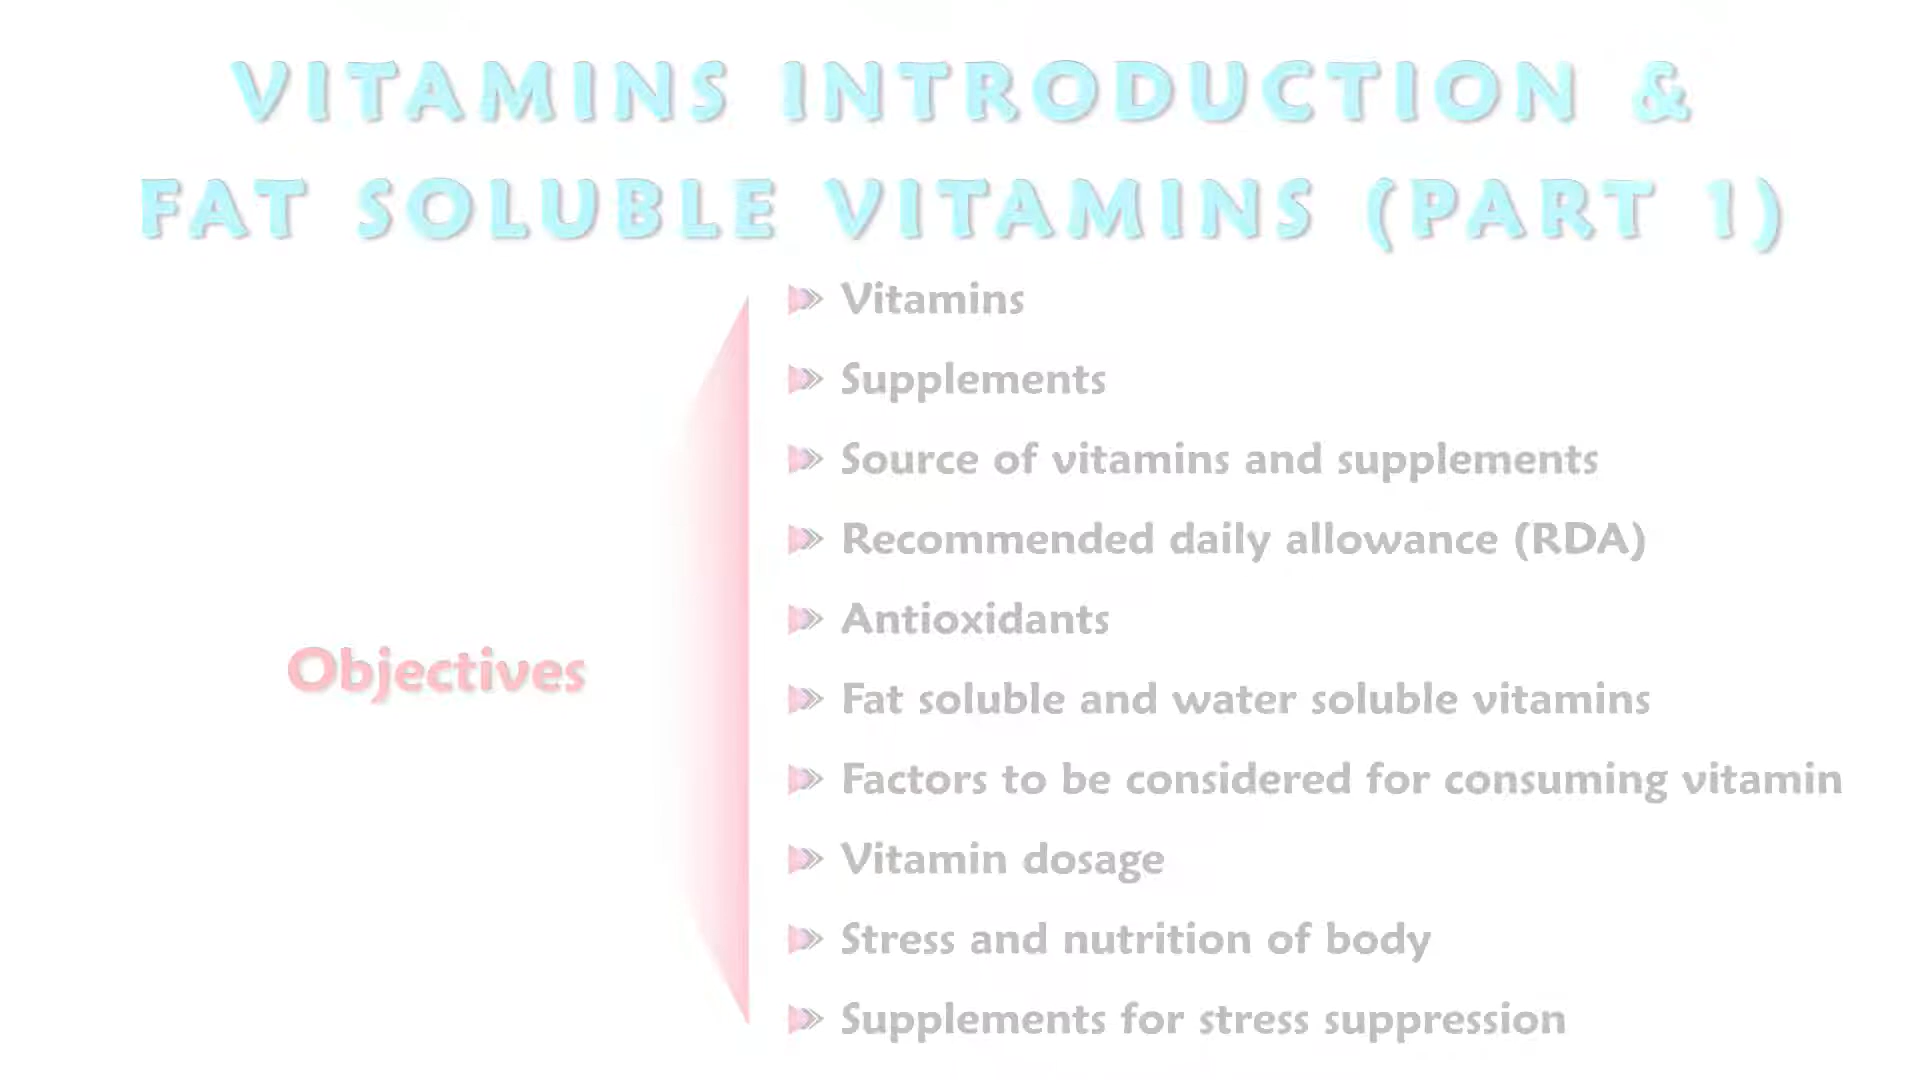 VITAMINS INTRODUCTION &
FAT SOLUBLE VITAMINS (PART 1)
Objectives
Vitamins
Supplements
Source of vitamins and supplements
Recommended daily allowance (RDA)
Antioxidants
Fat soluble and water soluble vitamins
Factors to be considered for consuming vitamin
Vitamin dosage
Stress and nutrition of body
Supplements for stress suppression